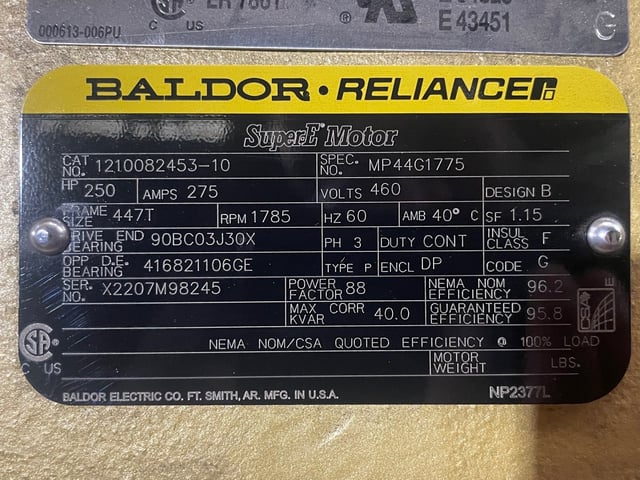 000613-006PU
C US
E 43451
BALDOR · RELIANCER
Super-E Motor
CAT. NO. 1210082453-10 SPEC. NO. MP44G1775
HP 250 AMPS 275 VOLTS 460 DESIGN B
FRAME SIZE 447T RPM 1785 HZ 60 AMB 40° C SF 1.15
DRIVE END BEARING 90BC03J30X PH 3 DUTY CONT INSUL CLASS F
OPP D.E. BEARING 416821106GE TYPE P ENCL DP CODE G
SER. NO. X2207M98245 POWER FACTOR 88 NEMA NOM EFFICIENCY 96.2
MAX CORR KVAR 40.0 GUARANTEED EFFICIENCY 95.8
NEMA NOM/CSA QUOTED EFFICIENCY @ 100% LOAD
MOTOR WEIGHT LBS.
C US
BALDOR ELECTRIC CO. FT. SMITH, AR. MFG. IN U.S.A. NP2377L